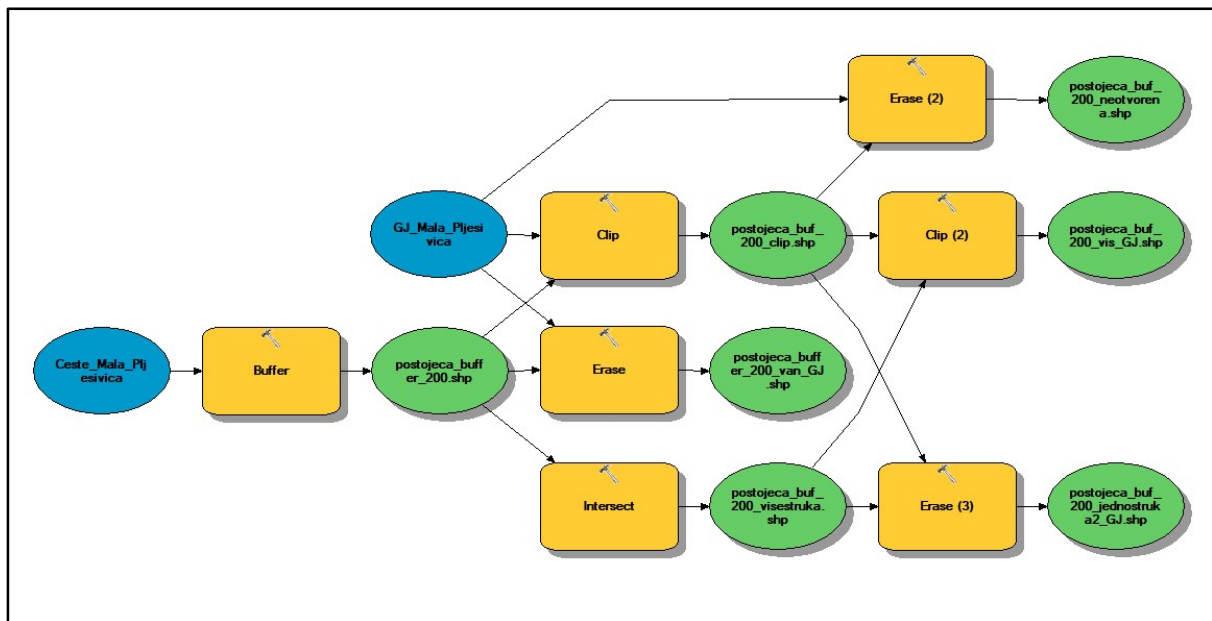 Erase (2)
postojeca_buf_
200_neotvoren
a.shp
GJ_Mala_Pljesi
vica
Clip
postojeca_buf_
200_clip.shp
Clip (2)
postojeca_buf_
200_vis_GJ.shp
Ceste_Mala_Plj
esivica
Buffer
postojeca_buff
er_200.shp
Erase
postojeca_buff
er_200_van_GJ
.shp
Intersect
postojeca_buf_
200_visestruka.
shp
Erase (3)
postojeca_buf_
200_jednostruk
a2_GJ.shp